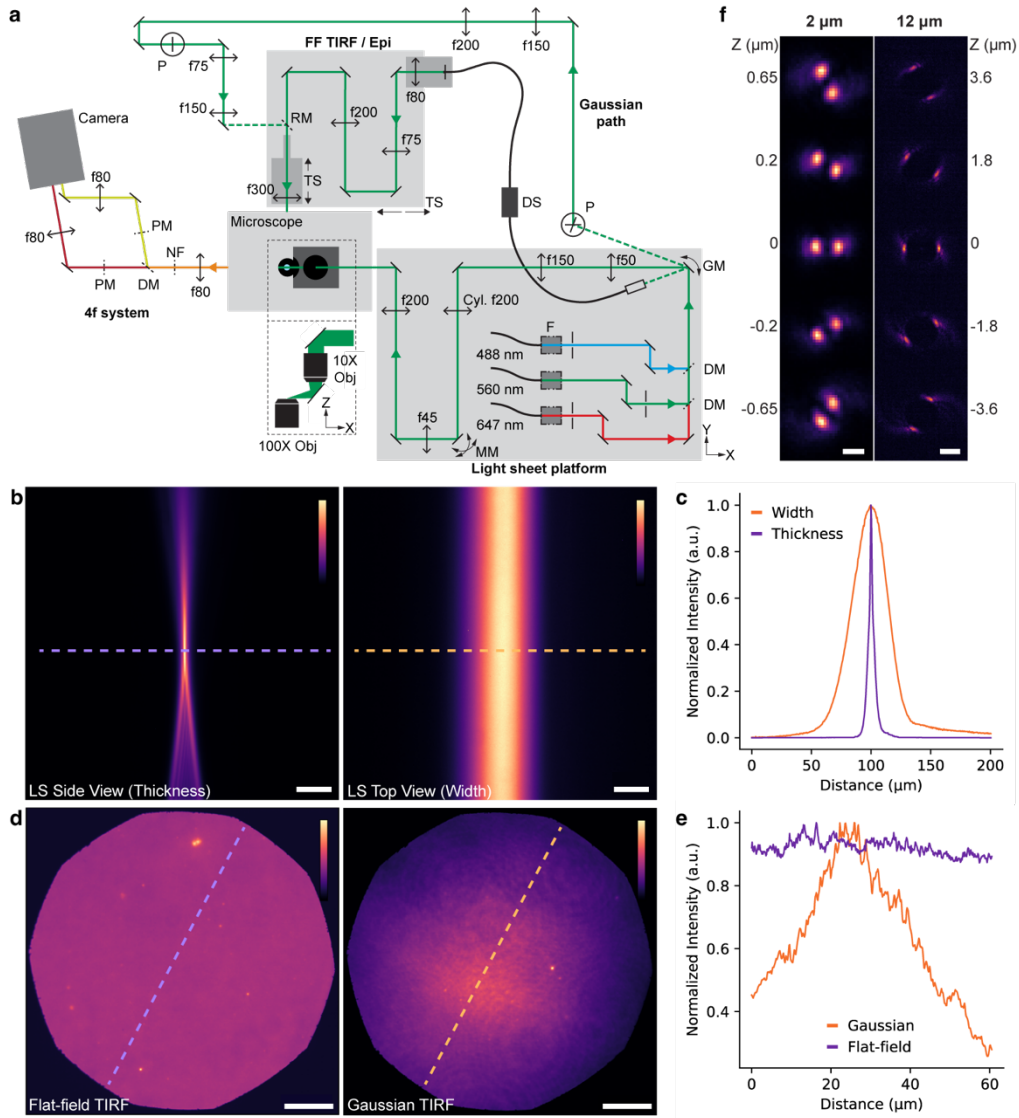 a
FF TIRF / Epi
f200
f150
P
f75
f80
f150
RM
f200
Gaussian
path
Camera
f75
f80
f300
TS
TS
DS
P
Microscope
f80
PM
NF
PM
DM
f80
4f system
f150
f50
GM
f200
Cyl. f200
F
488 nm
DM
10X
Obj
560 nm
DM
Z
X
647 nm
f45
Y
100X Obj
MM
X
Light sheet platform
f
2 μm
12 μm
Z (μm)
Z (μm)
0.65
3.6
0.2
1.8
0
0
-0.2
-1.8
-0.65
-3.6
b
LS Side View (Thickness)
LS Top View (Width)
c
Width
Thickness
Normalized Intensity (a.u.)
1.0
0.8
0.6
0.4
0.2
0.0
0
50
100
150
200
Distance (μm)
d
Flat-field TIRF
Gaussian TIRF
e
Normalized Intensity (a.u.)
1.0
0.8
0.6
0.4
Gaussian
Flat-field
0
20
40
60
Distance (μm)